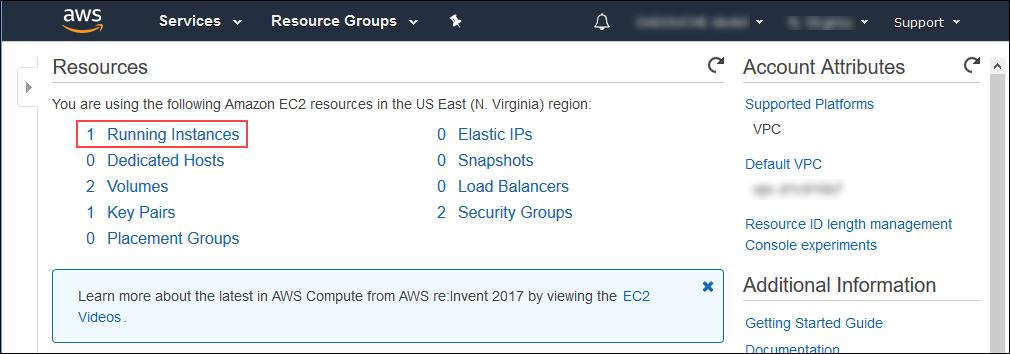 aws Services Resource Groups Support
Resources
You are using the following Amazon EC2 resources in the US East (N. Virginia) region:
1 Running Instances 0 Elastic IPs
0 Dedicated Hosts 0 Snapshots
2 Volumes 0 Load Balancers
1 Key Pairs 2 Security Groups
0 Placement Groups
Learn more about the latest in AWS Compute from AWS re:Invent 2017 by viewing the EC2
Videos.
Account Attributes
Supported Platforms
VPC
Default VPC
Resource ID length management
Console experiments
Additional Information
Getting Started Guide
Documentation